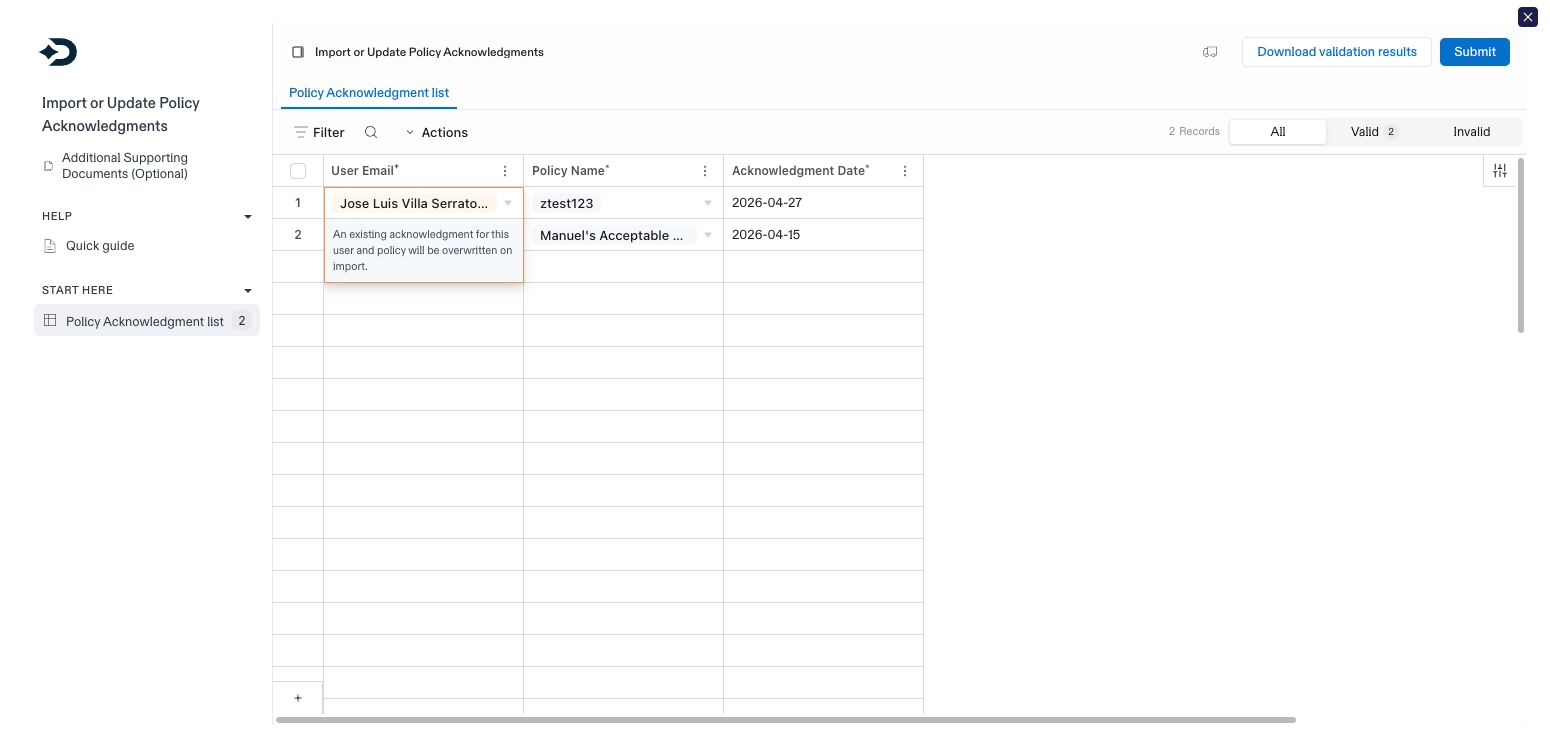 Import or Update Policy
Acknowledgments
Additional Supporting
Documents (Optional)
HELP
Quick guide
START HERE
Policy Acknowledgment list 2
Import or Update Policy Acknowledgments
Download validation results
Submit
Policy Acknowledgment list
Filter
Actions
2 Records
All
Valid 2
Invalid
User Email* Policy Name* Acknowledgment Date*
1 Jose Luis Villa Serrato... ztest123 2026-04-27
2 Manuel's Acceptable ... 2026-04-15
An existing acknowledgment for this
user and policy will be overwritten on
import.
+